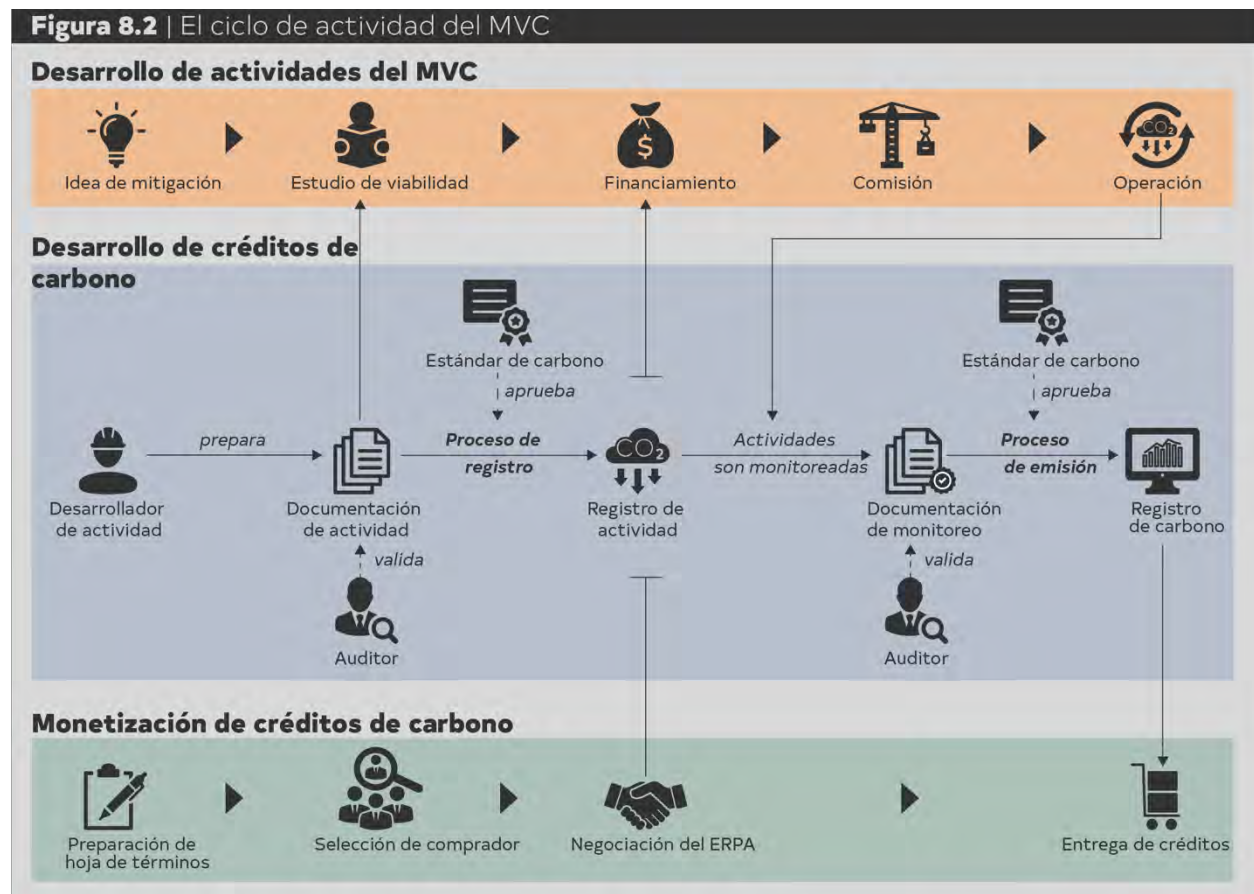 Figura 8.2 | El ciclo de actividad del MVC
Desarrollo de actividades del MVC
$
CO2
Idea de mitigación
Estudio de viabilidad
Financiamiento
Comisión
Operación
Desarrollo de créditos de
carbono
Estándar de carbono
aprueba
Estándar de carbono
aprueba
prepara
Proceso de
registro
CO2
Actividades
son monitoreadas
Proceso
de emisión
Desarrollador
de actividad
Documentación
de actividad
Registro de
actividad
Documentación
de monitoreo
Registro
de carbono
valida
valida
Auditor
Auditor
Monetización de créditos de carbono
Preparación de
hoja de términos
Selección de comprador
Negociación del ERPA
Entrega de créditos